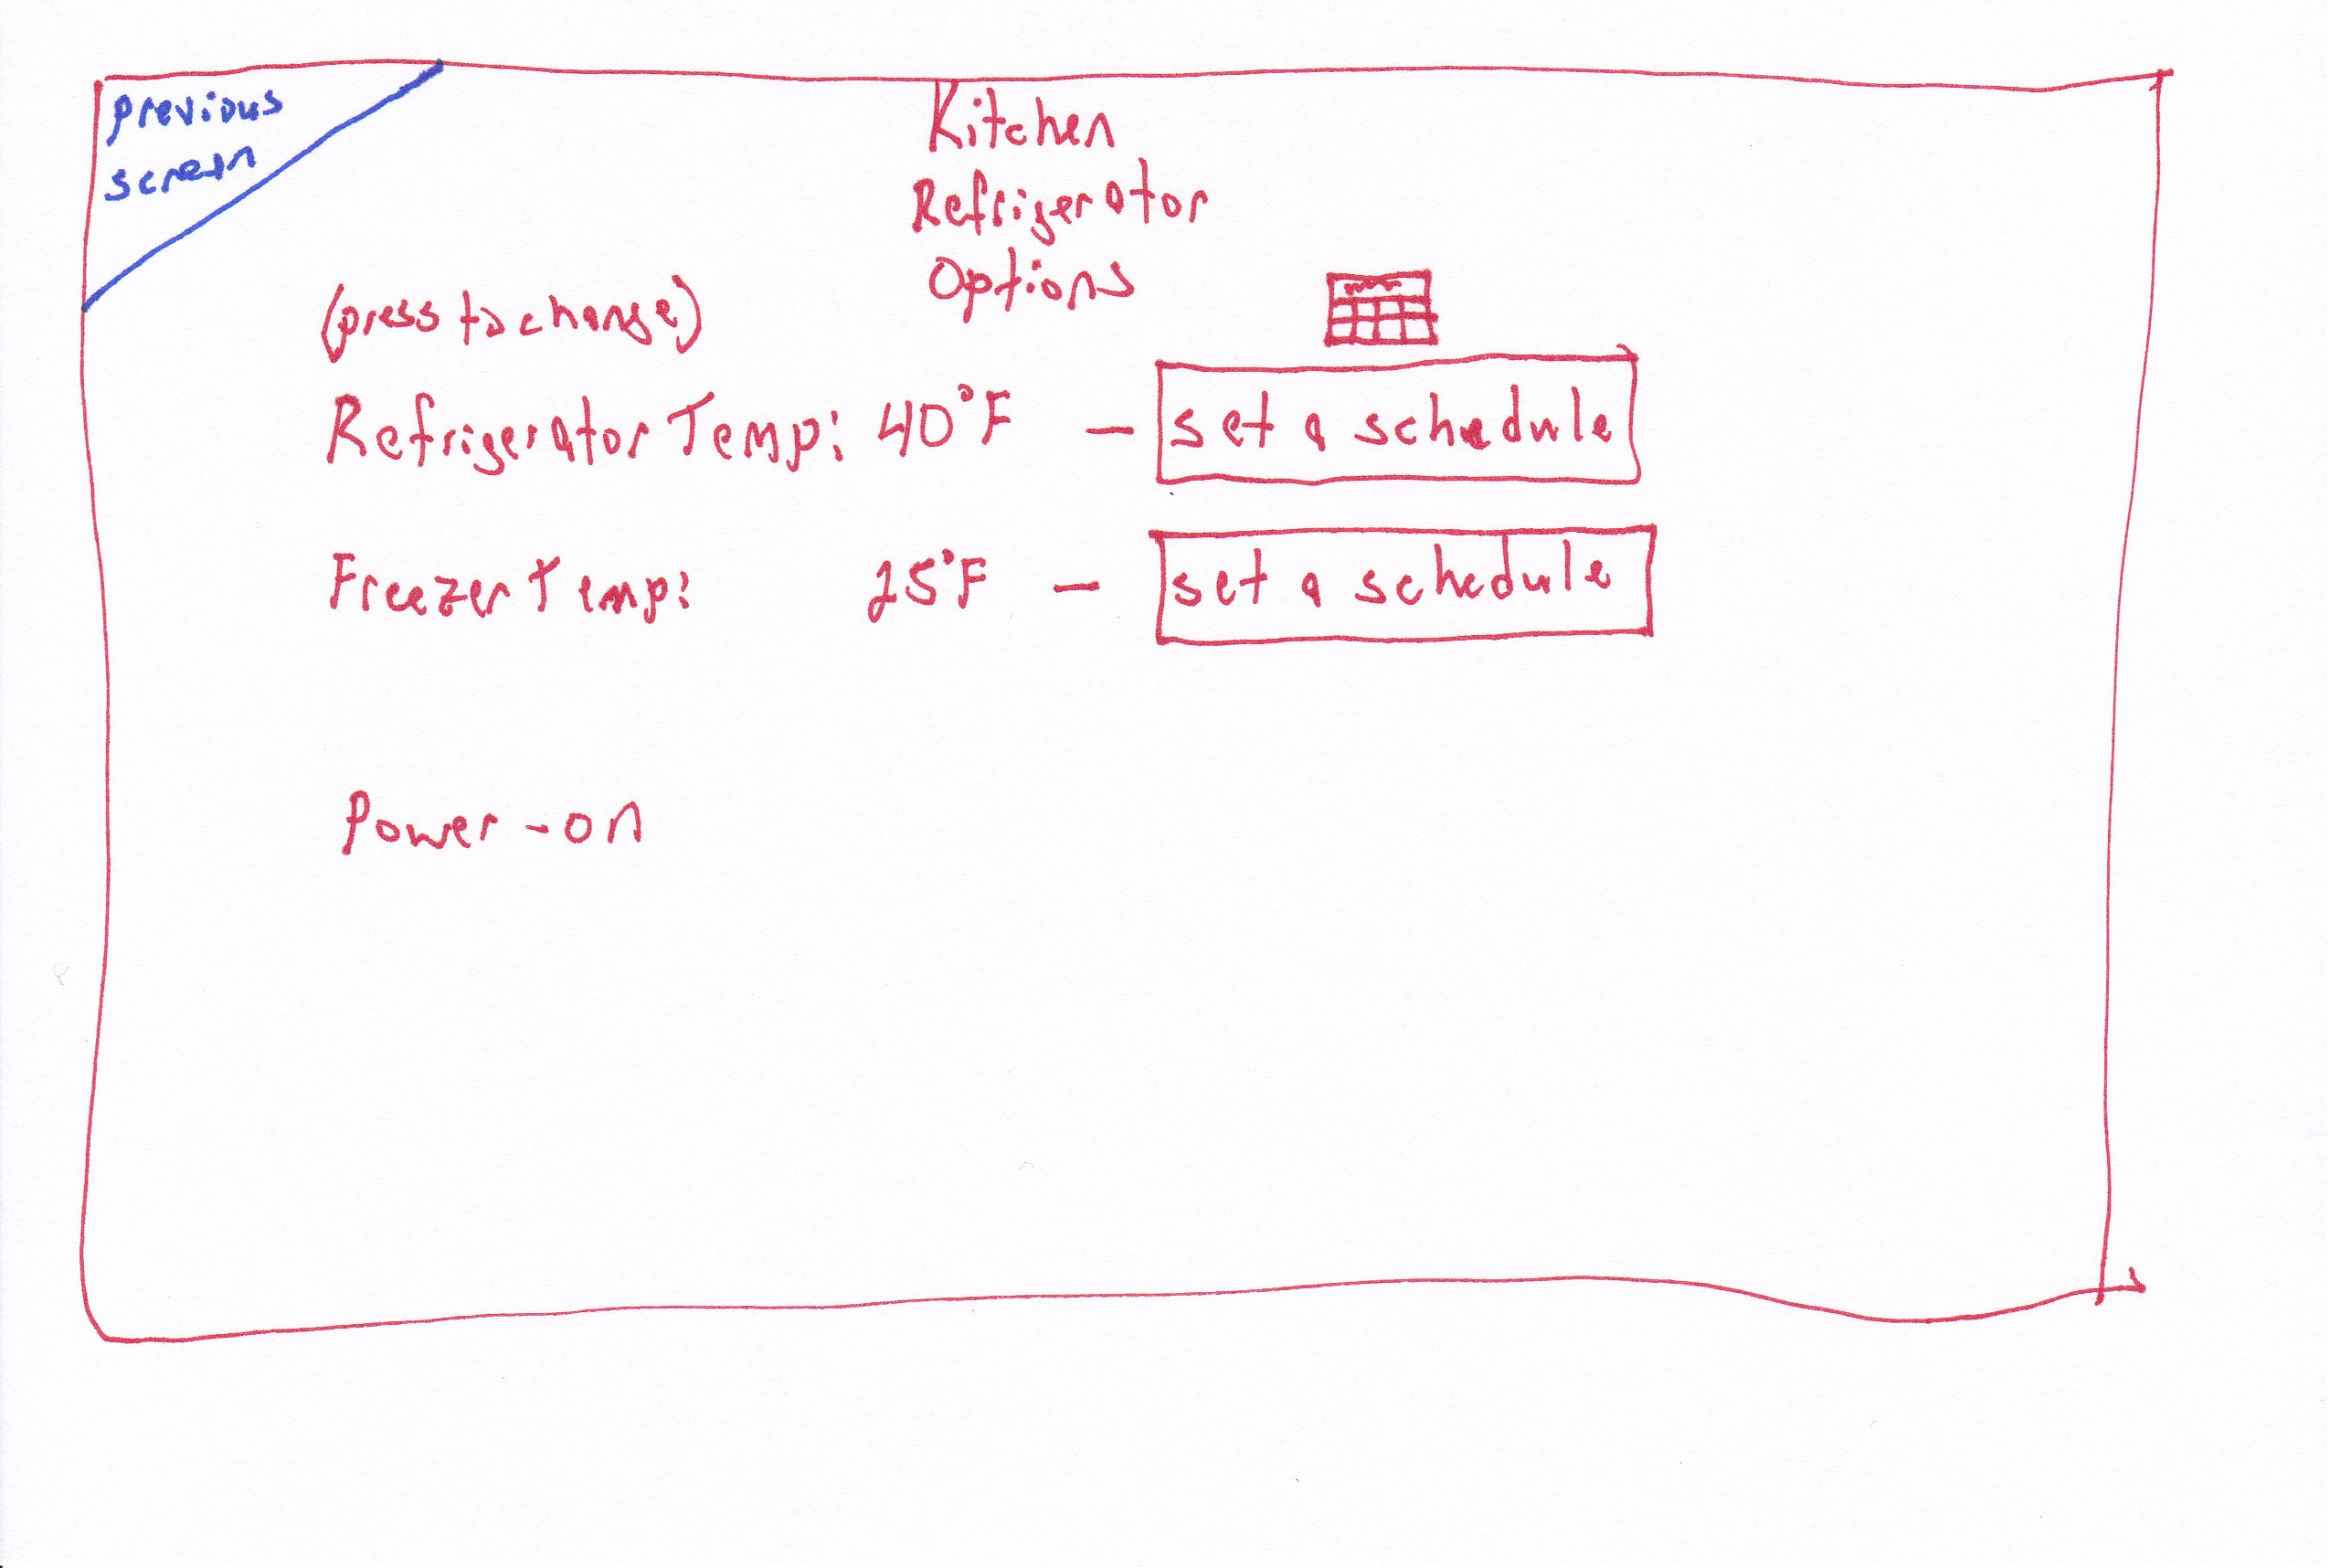 previous
screen
Kitchen
Refrigerator
Options
(press to change)
Refrigerator Temp: 40°F - set a schedule
Freezer Temp: 25°F - set a schedule
Power - on